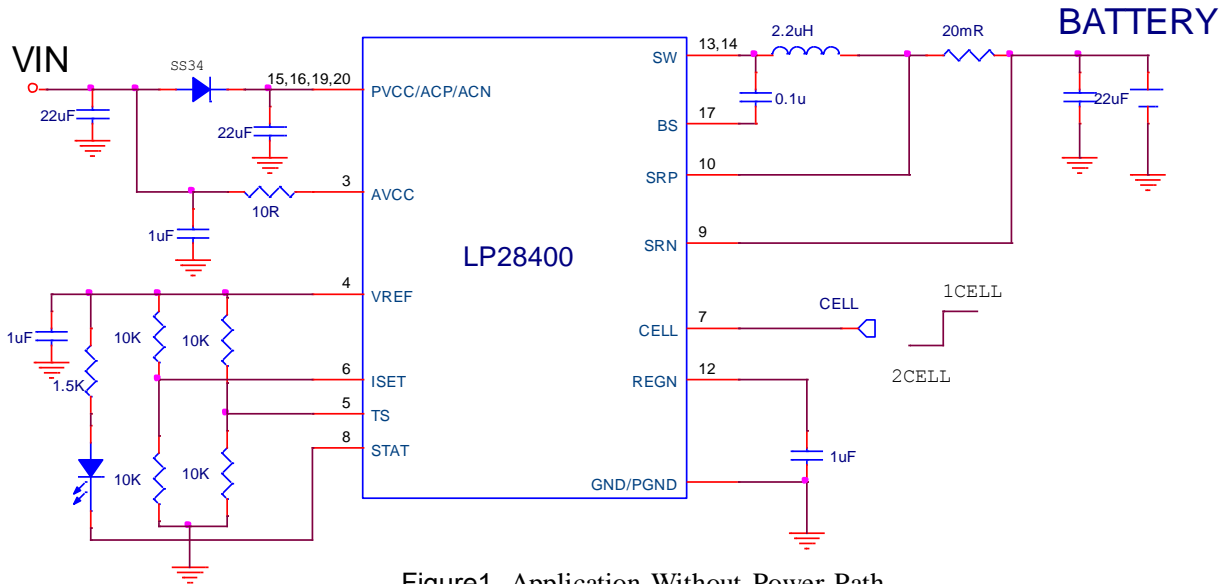 BATTERY
VIN
SS34
22uF
22uF
15,16,19,20
PVCC/ACP/ACN
3
AVCC
10R
1uF
4
VREF
1uF
1.5K
10K
10K
6
ISET
5
TS
8
STAT
10K
10K
LP28400
SW
13,14
2.2uH
20mR
0.1u
22uF
BS
17
SRP
10
SRN
9
CELL
7
CELL
1CELL
2CELL
REGN
12
1uF
GND/PGND
Figure1. Application Without Power Path